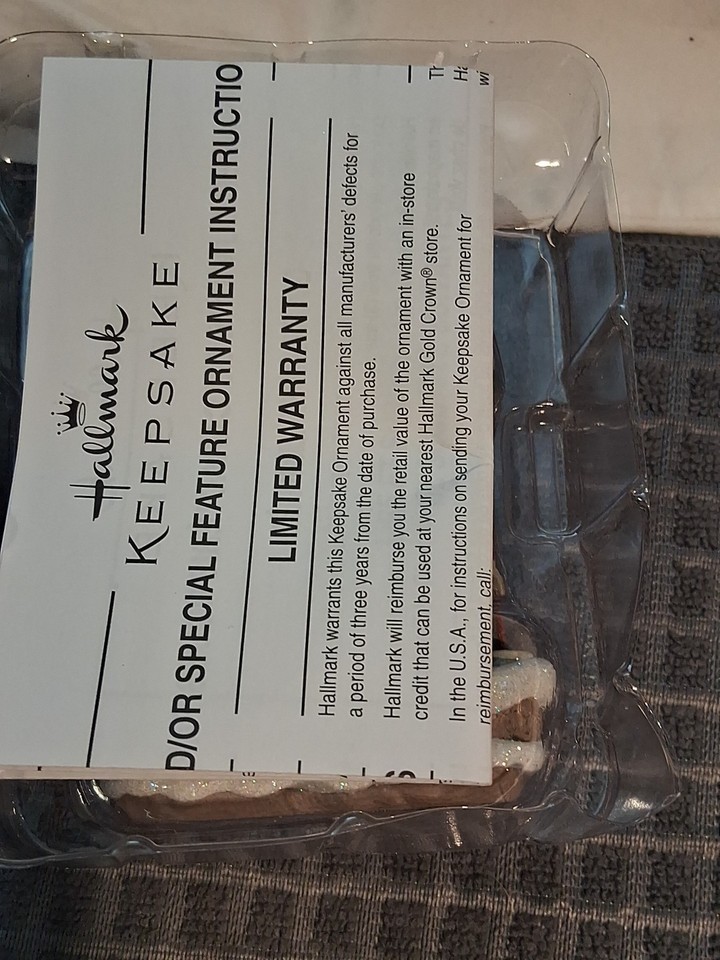 Hallmark
KEEPSAKE
D/OR SPECIAL FEATURE ORNAMENT INSTRUCTIO
LIMITED WARRANTY
Hallmark warrants this Keepsake Ornament against all manufacturers' defects for
a period of three years from the date of purchase.
Hallmark will reimburse you the retail value of the ornament with an in-store
credit that can be used at your nearest Hallmark Gold Crown® store.
In the U.S.A., for instructions on sending your Keepsake Ornament for
reimbursement, call: